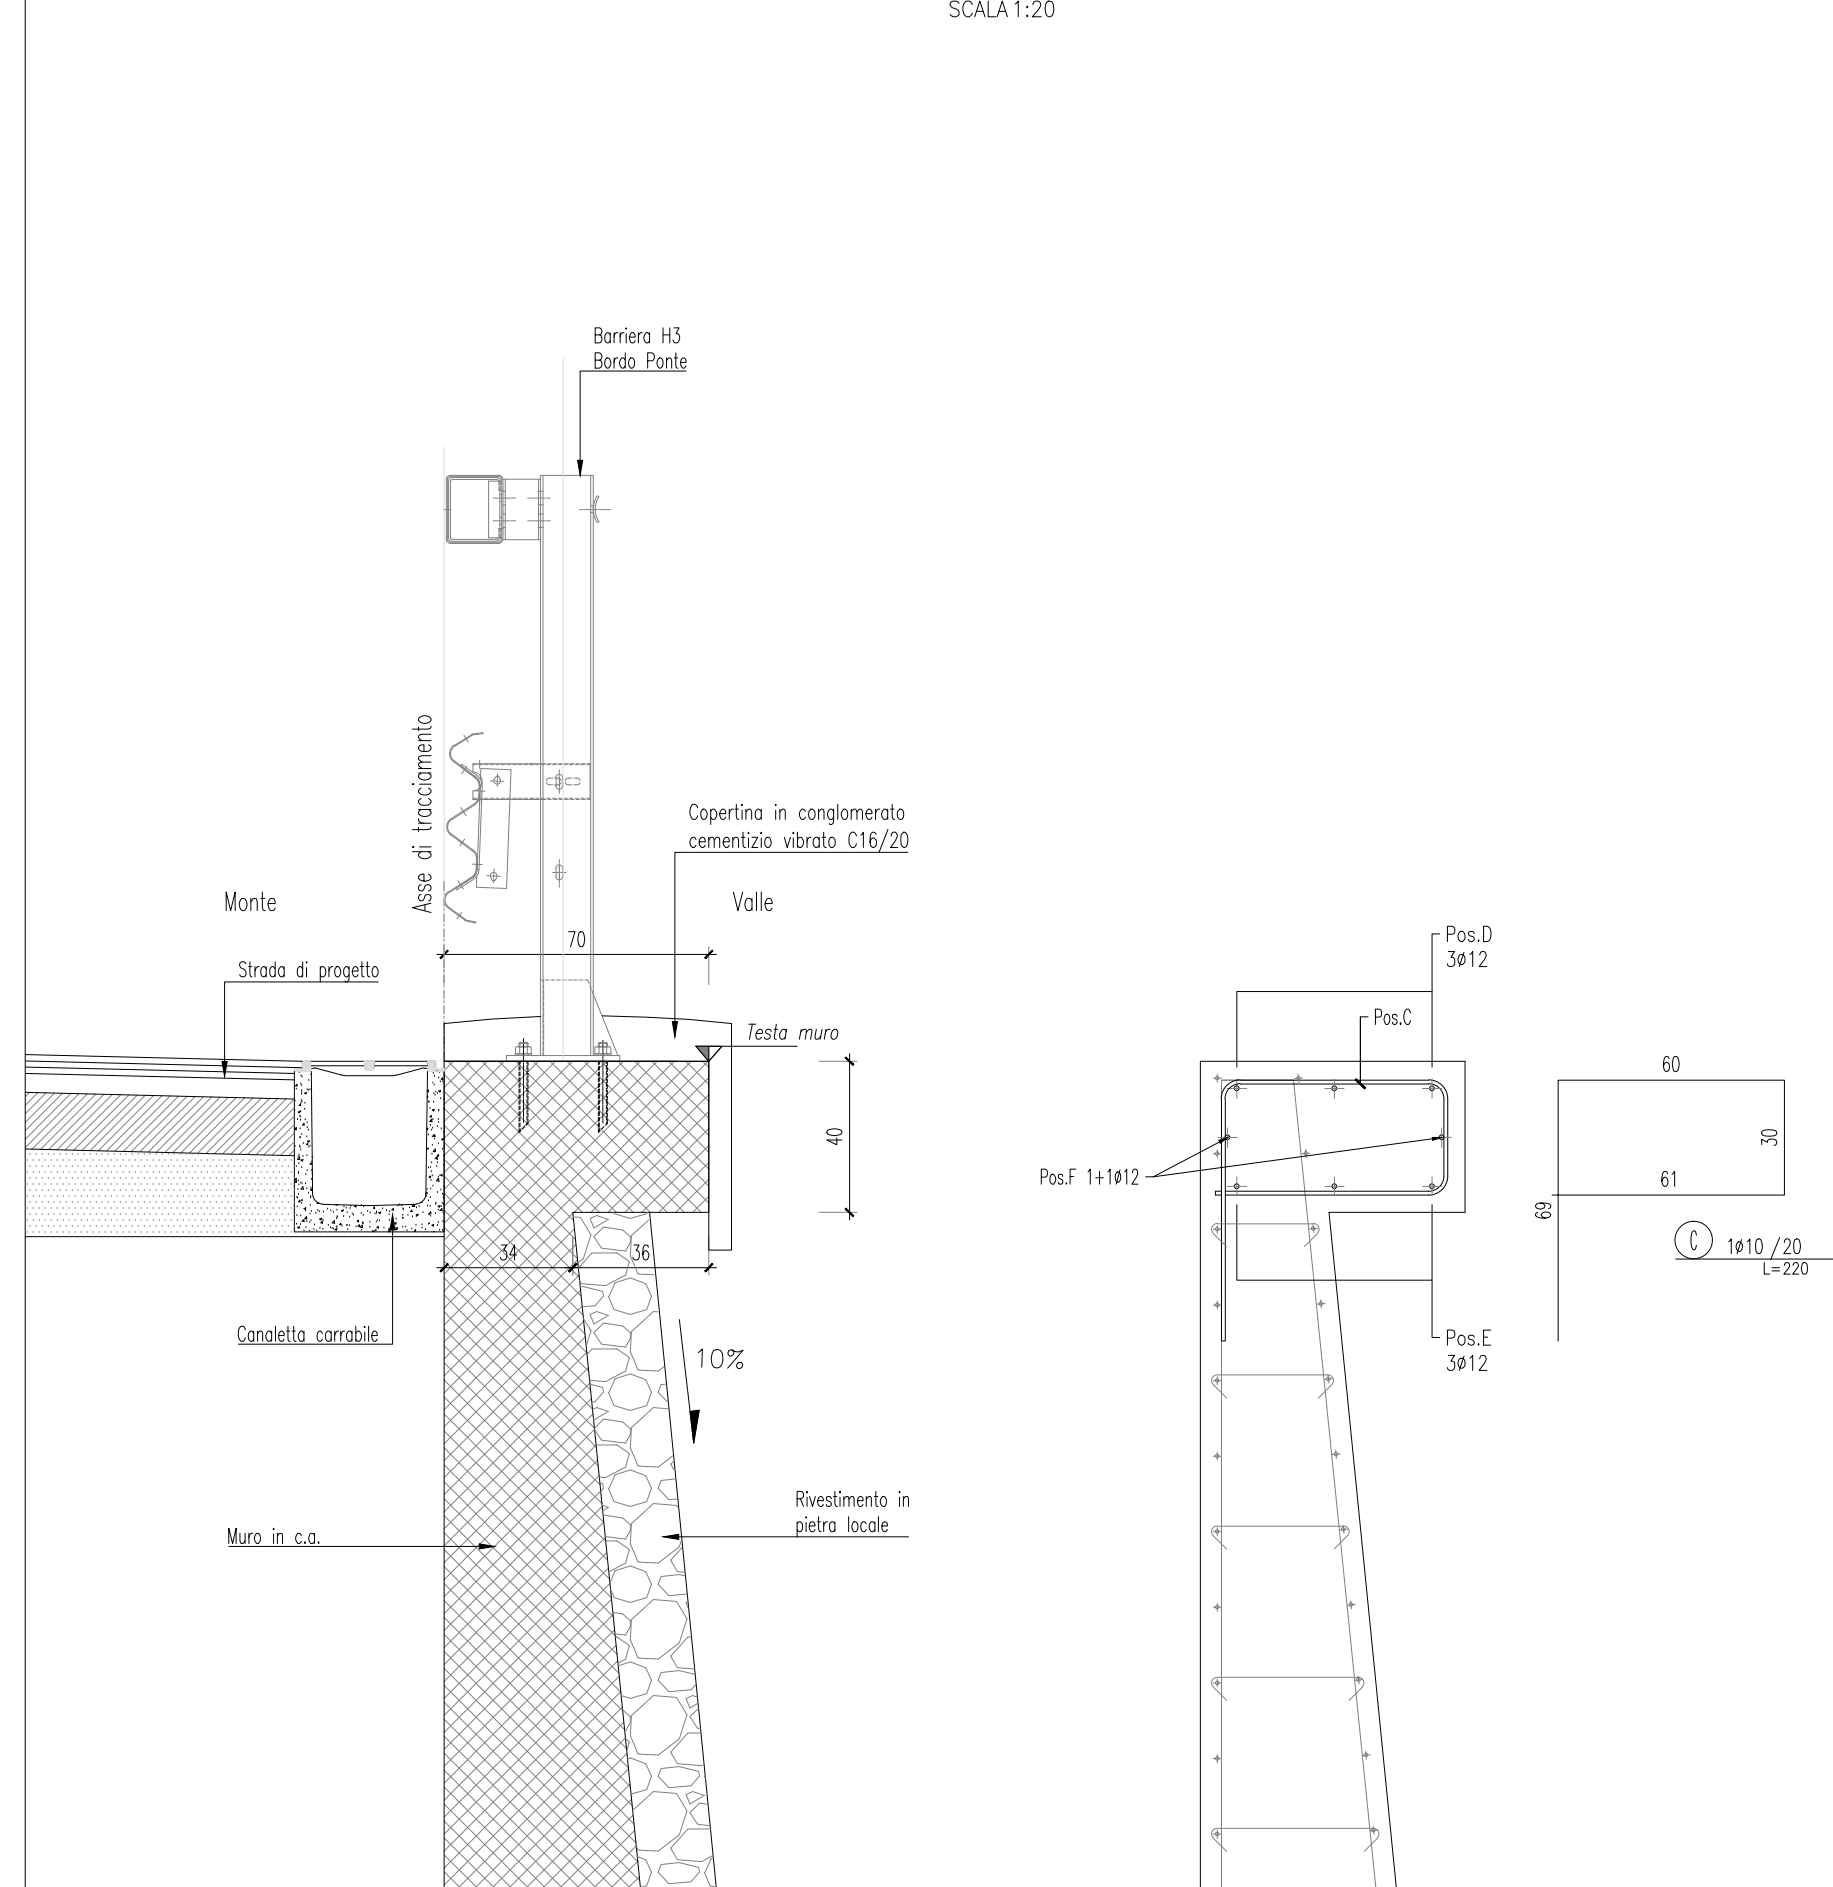 SCALA 1:20
Barriera H3
Bordo Ponte
Asse di tracciamento
Copertina in conglomerato
cementizio vibrato C16/20
Monte
Valle
70
Strada di progetto
Testa muro
40
34
36
Canaletta carrabile
10%
Rivestimento in
pietra locale
Muro in c.a.
Pos.D
3ø12
Pos.C
Pos.F 1+1ø12
Pos.E
3ø12
60
30
61
69
C
1ø10 /20
L=220